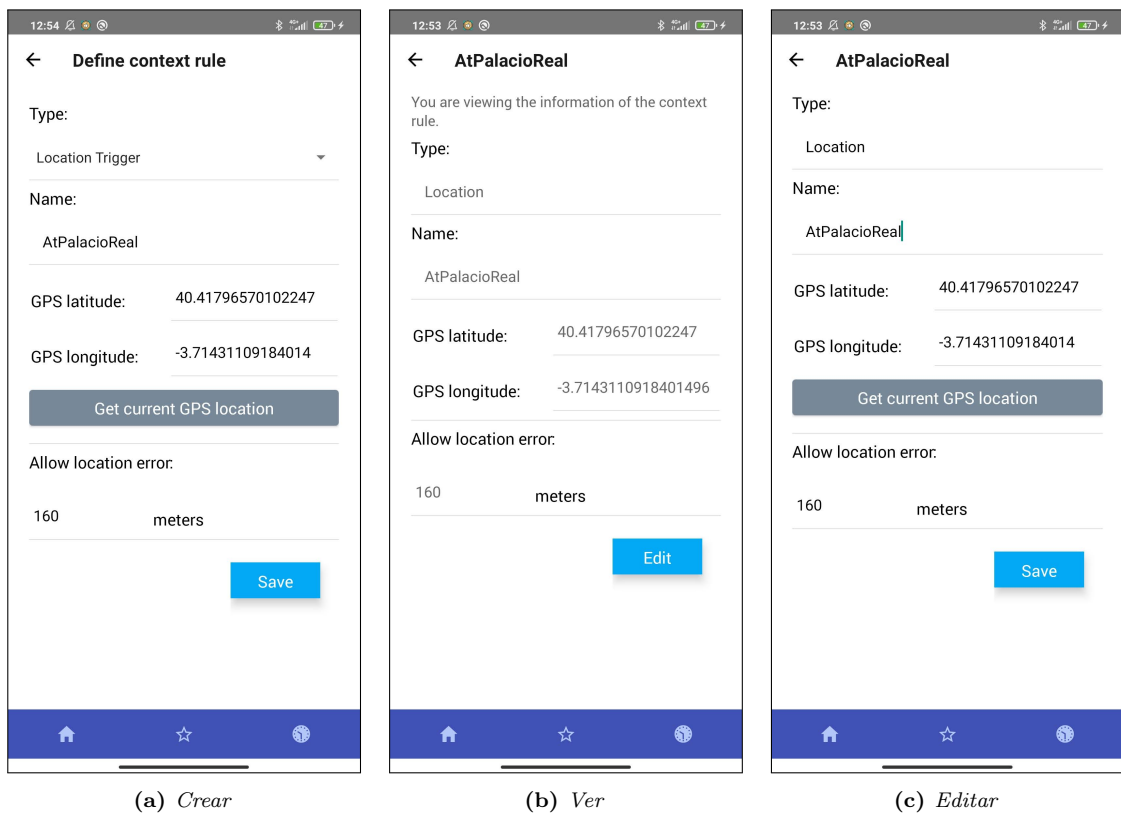 12:54
47
Define context rule
Type:
Location Trigger
Name:
AtPalacioReal
GPS latitude:
40.41796570102247
GPS longitude:
-3.71431109184014
Get current GPS location
Allow location error:
160
meters
Save
(a) Crear
12:53
47
AtPalacioReal
You are viewing the information of the context
rule.
Type:
Location
Name:
AtPalacioReal
GPS latitude:
40.41796570102247
GPS longitude:
-3.7143110918401496
Allow location error:
160
meters
Edit
(b) Ver
12:53
47
AtPalacioReal
Type:
Location
Name:
AtPalacioReal
GPS latitude:
40.41796570102247
GPS longitude:
-3.71431109184014
Get current GPS location
Allow location error:
160
meters
Save
(c) Editar